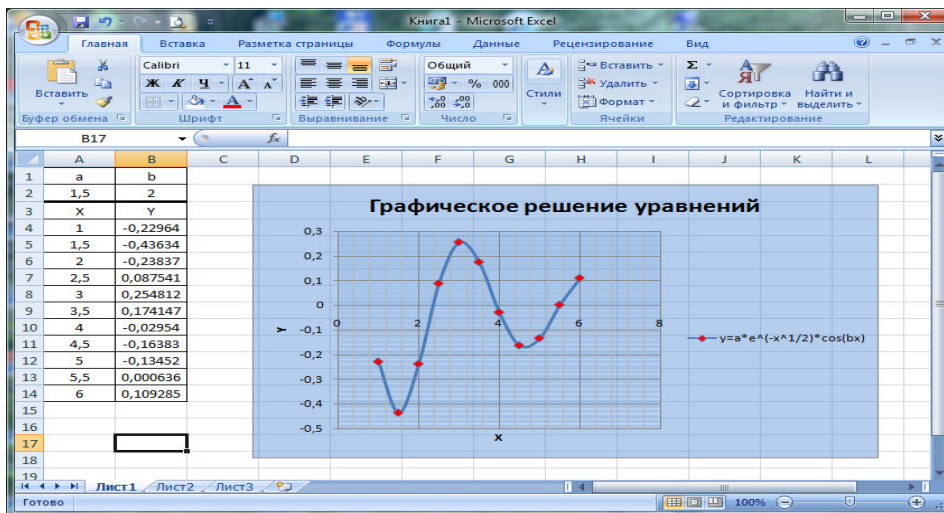 Книга1 - Microsoft Excel
Главная Вставка Разметка страницы Формулы Данные Рецензирование Вид
Вставить Calibri 11 Общий Вставить Σ
Ж К Ч А А % 000 Стили Удалить Сортировка и фильтр Найти и выделить
Формат
Буфер обмена Шрифт Выравнивание Число Ячейки Редактирование
B17 fx
A B C D E F G H I J K L
1 a b
2 1,5 2
3 X Y
4 1 -0,22964
5 1,5 -0,43634
6 2 -0,23837
7 2,5 0,087541
8 3 0,254812
9 3,5 0,174147
10 4 -0,02954
11 4,5 -0,16383
12 5 -0,13452
13 5,5 0,000636
14 6 0,109285
15
16
17
18
19
Графическое решение уравнений
0,3
0,2
0,1
0
-0,1
-0,2
-0,3
-0,4
-0,5
0 2 4 6 8
Y
X
y=a*e^(-x^1/2)*cos(bx)
Лист1 Лист2 Лист3
Готово 100%